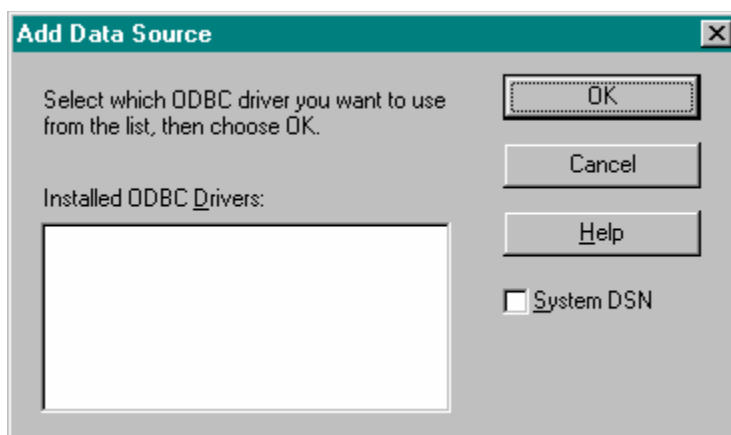 Add Data Source
Select which ODBC driver you want to use
from the list, then choose OK.
OK
Cancel
Installed ODBC Drivers:
Help
System DSN